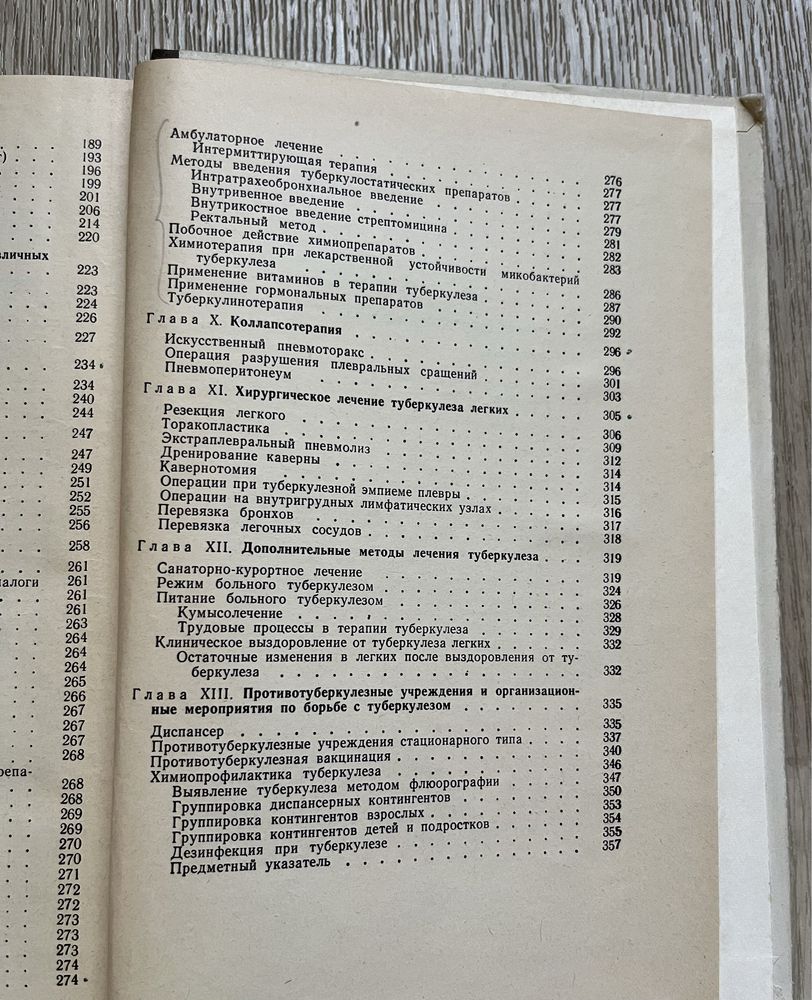 189
г) . . . 193
196
199
201
206
214
220
зличных
223
223
224
226
227
234
234
240
244
247
247
249
251
252
255
256
258
261
налоги 261
261
261
263
264
264
264
265
266
267
267
267
268
репа-
268
268
269
269
270
270
271
272
272
273
273
273
274
274
Амбулаторное лечение . . . 276
Интермиттирующая терапия . . . 277
Методы введения туберкулостатических препаратов . . . 277
Интратрахеобронхиальное введение . . . 277
Внутривенное введение . . . 279
Внутрикостное введение стрептомицина . . . 281
Ректальный метод . . . 282
Побочное действие химиопрепаратов . . . 283
Химиотерапия при лекарственной устойчивости микобактерий
туберкулеза . . . 286
Применение витаминов в терапии туберкулеза . . . 287
Применение гормональных препаратов . . . 290
Туберкулинотерапия . . . 292
Глава X. Коллапсотерапия . . . 296
Искусственный пневмоторакс . . . 296
Операция разрушения плевральных сращений . . . 301
Пневмоперитонеум . . . 303
Глава XI. Хирургическое лечение туберкулеза легких . . . 305
Резекция легкого . . . 306
Торакопластика . . . 309
Экстраплевральный пневмолиз . . . 312
Дренирование каверны . . . 314
Кавернотомия . . . 314
Операции при туберкулезной эмпиеме плевры . . . 315
Операции на внутригрудных лимфатических узлах . . . 316
Перевязка бронхов . . . 317
Перевязка легочных сосудов . . . 318
Глава XII. Дополнительные методы лечения туберкулеза . . . 319
Санаторно-курортное лечение . . . 319
Режим больного туберкулезом . . . 324
Питание больного туберкулезом . . . 326
Кумысолечение . . . 328
Трудовые процессы в терапии туберкулеза . . . 329
Клиническое выздоровление от туберкулеза легких . . . 332
Остаточные изменения в легких после выздоровления от ту-
беркулеза . . . 332
Глава XIII. Противотуберкулезные учреждения и организацион-
ные мероприятия по борьбе с туберкулезом . . . 335
Диспансер . . . 335
Противотуберкулезные учреждения стационарного типа . . . 337
Противотуберкулезная вакцинация . . . 340
Химиопрофилактика туберкулеза . . . 346
Выявление туберкулеза методом флюорографии . . . 347
Группировка диспансерных контингентов . . . 350
Группировка контингентов взрослых . . . 353
Группировка контингентов детей и подростков . . . 354
Дезинфекция при туберкулезе . . . 355
Предметный указатель . . . 357